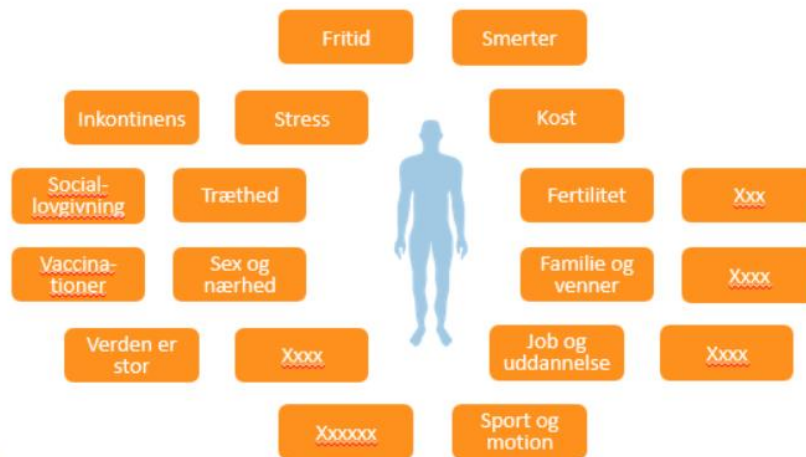 Fritid
Smerter
Inkontinens
Stress
Kost
Social-
lovgivning
Træthed
Fertilitet
Xxx
Vaccina-
tioner
Sex og
nærhed
Familie og
venner
Xxxx
Verden er
stor
Xxxx
Job og
uddannelse
Xxxx
Xxxxxx
Sport og
motion